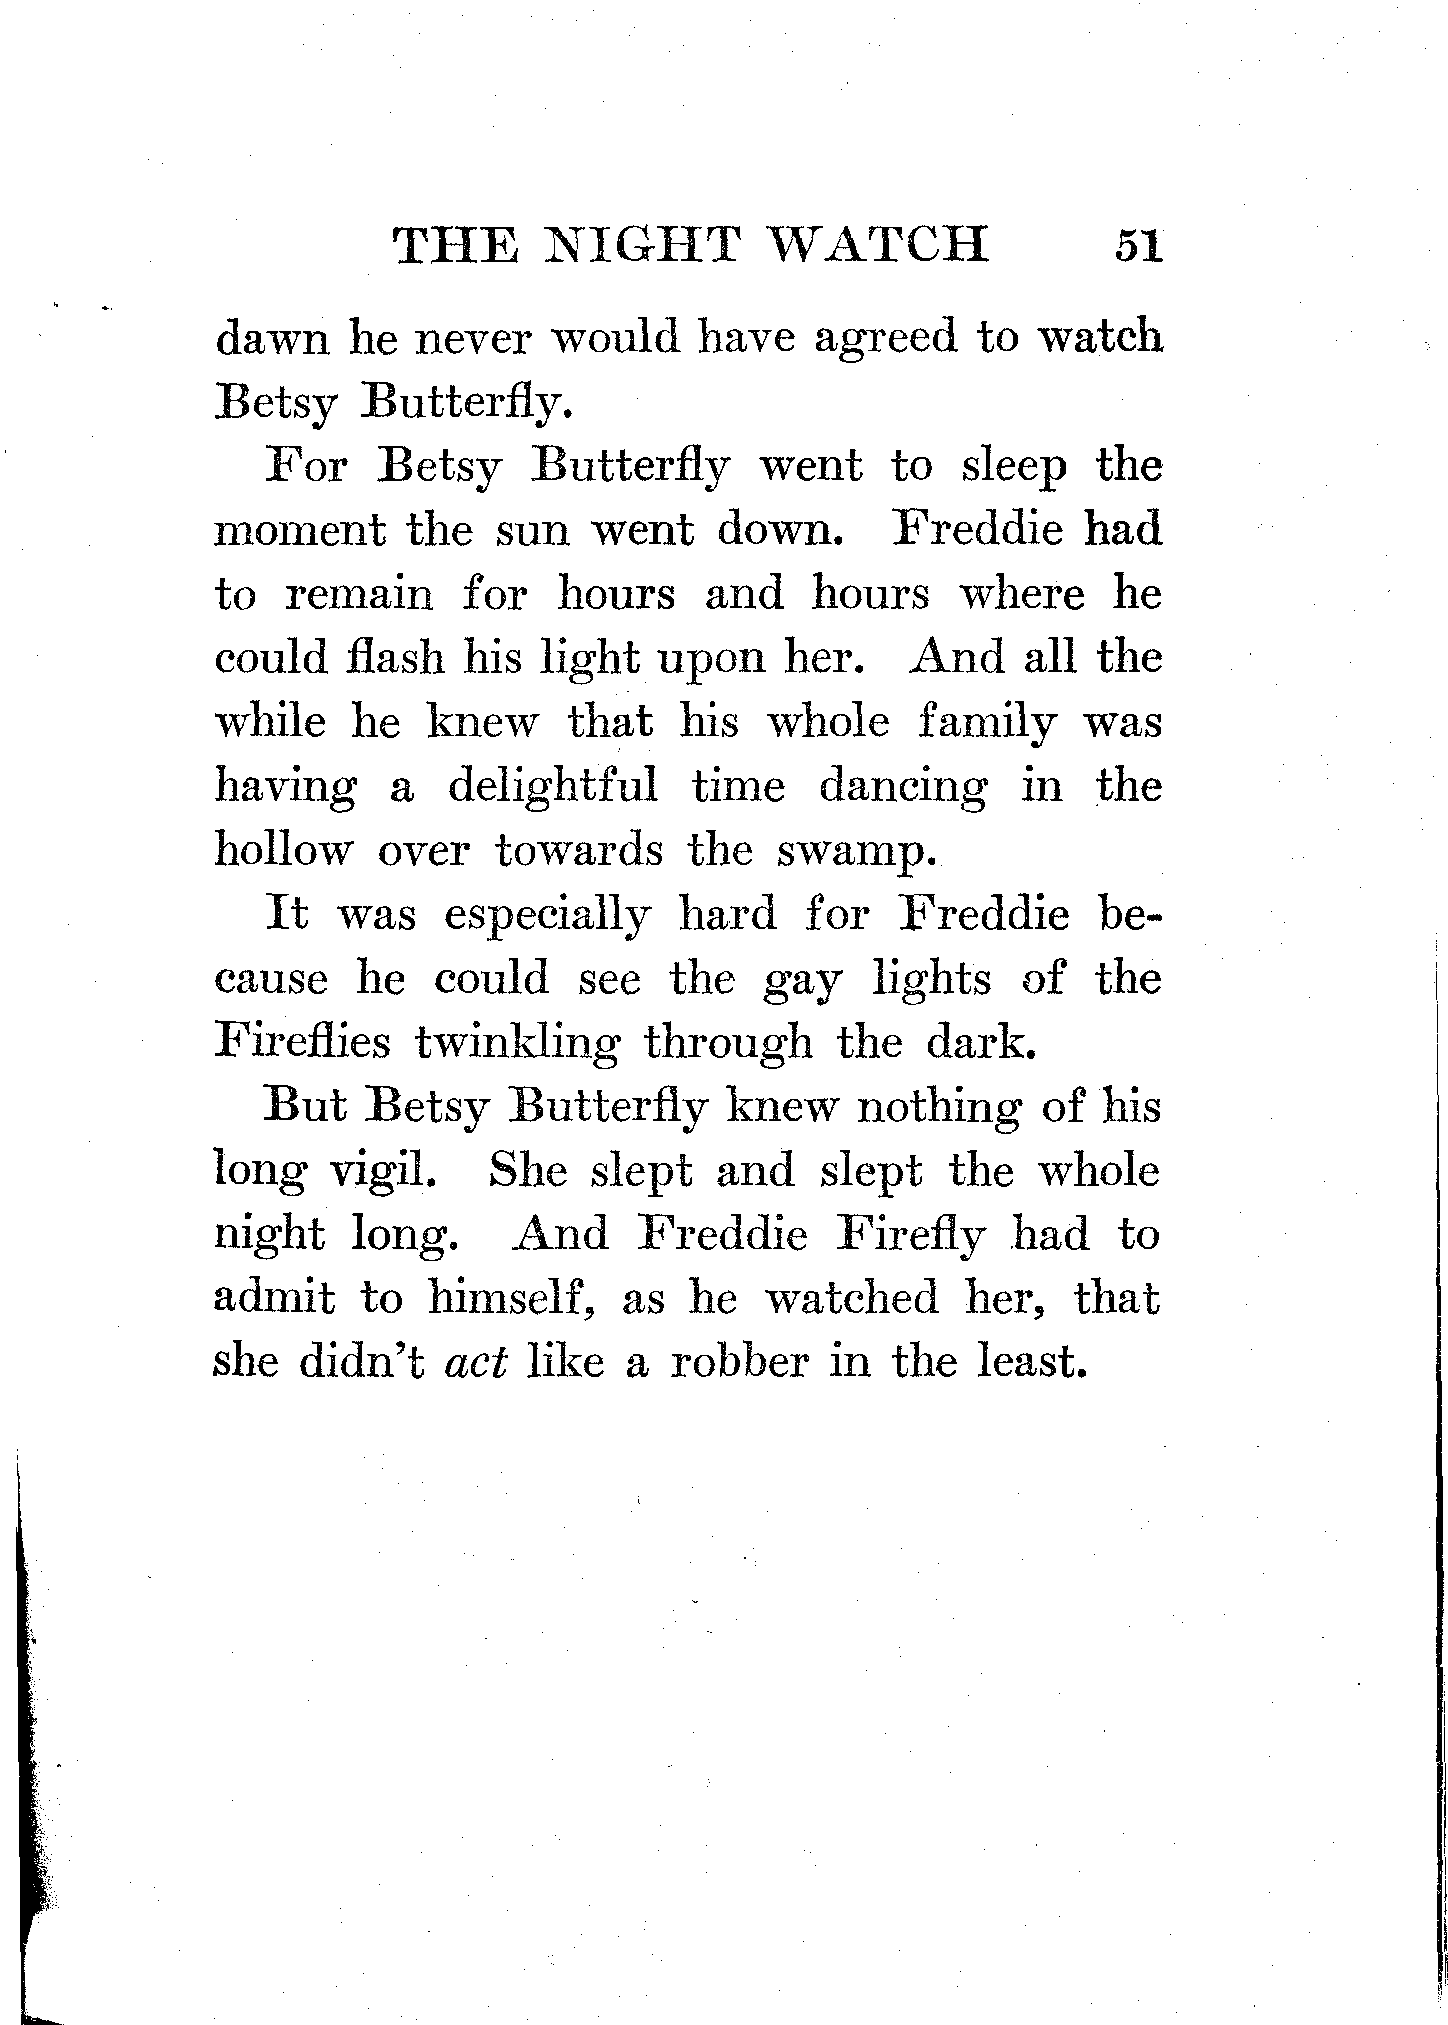 THE NIGHT WATCH 51
dawn he never would have agreed to watch
Betsy Butterfly.
For Betsy Butterfly went to sleep the
moment the sun went down. Freddie had
to remain for hours and hours where he
could flash his light upon her. And all the
while he knew that his whole family was
having a delightful time dancing in the
hollow over towards the swamp.
It was especially hard for Freddie be-
cause he could see the gay lights of the
Fireflies twinkling through the dark.
But Betsy Butterfly knew nothing of his
long vigil. She slept and slept the whole
night long. And Freddie Firefly had to
admit to himself, as he watched her, that
she didn't act like a robber in the least.